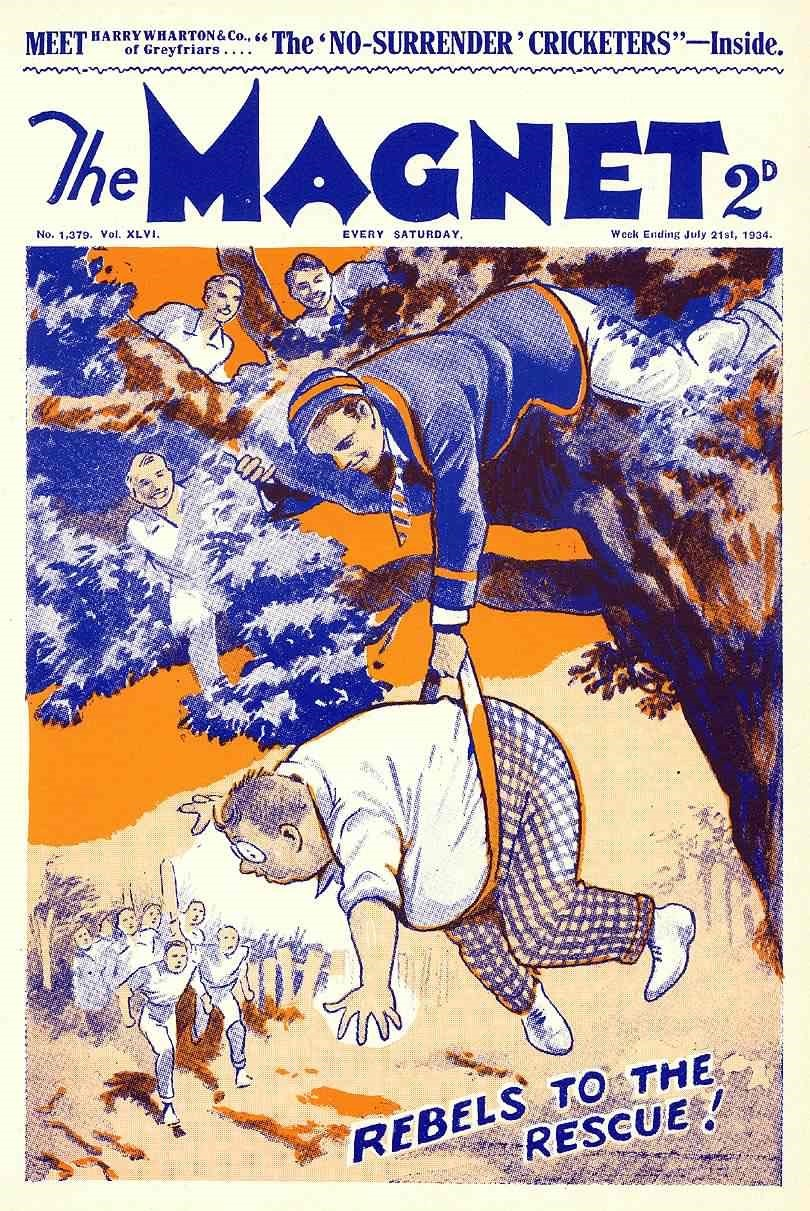 MEET HARRY WHARTON & Co., of Greyfriars .... "The 'NO-SURRENDER' CRICKETERS"—Inside.
The MAGNET 2D
No. 1,379. Vol. XLVI. EVERY SATURDAY. Week Ending July 21st, 1934.
REBELS TO THE
RESCUE!